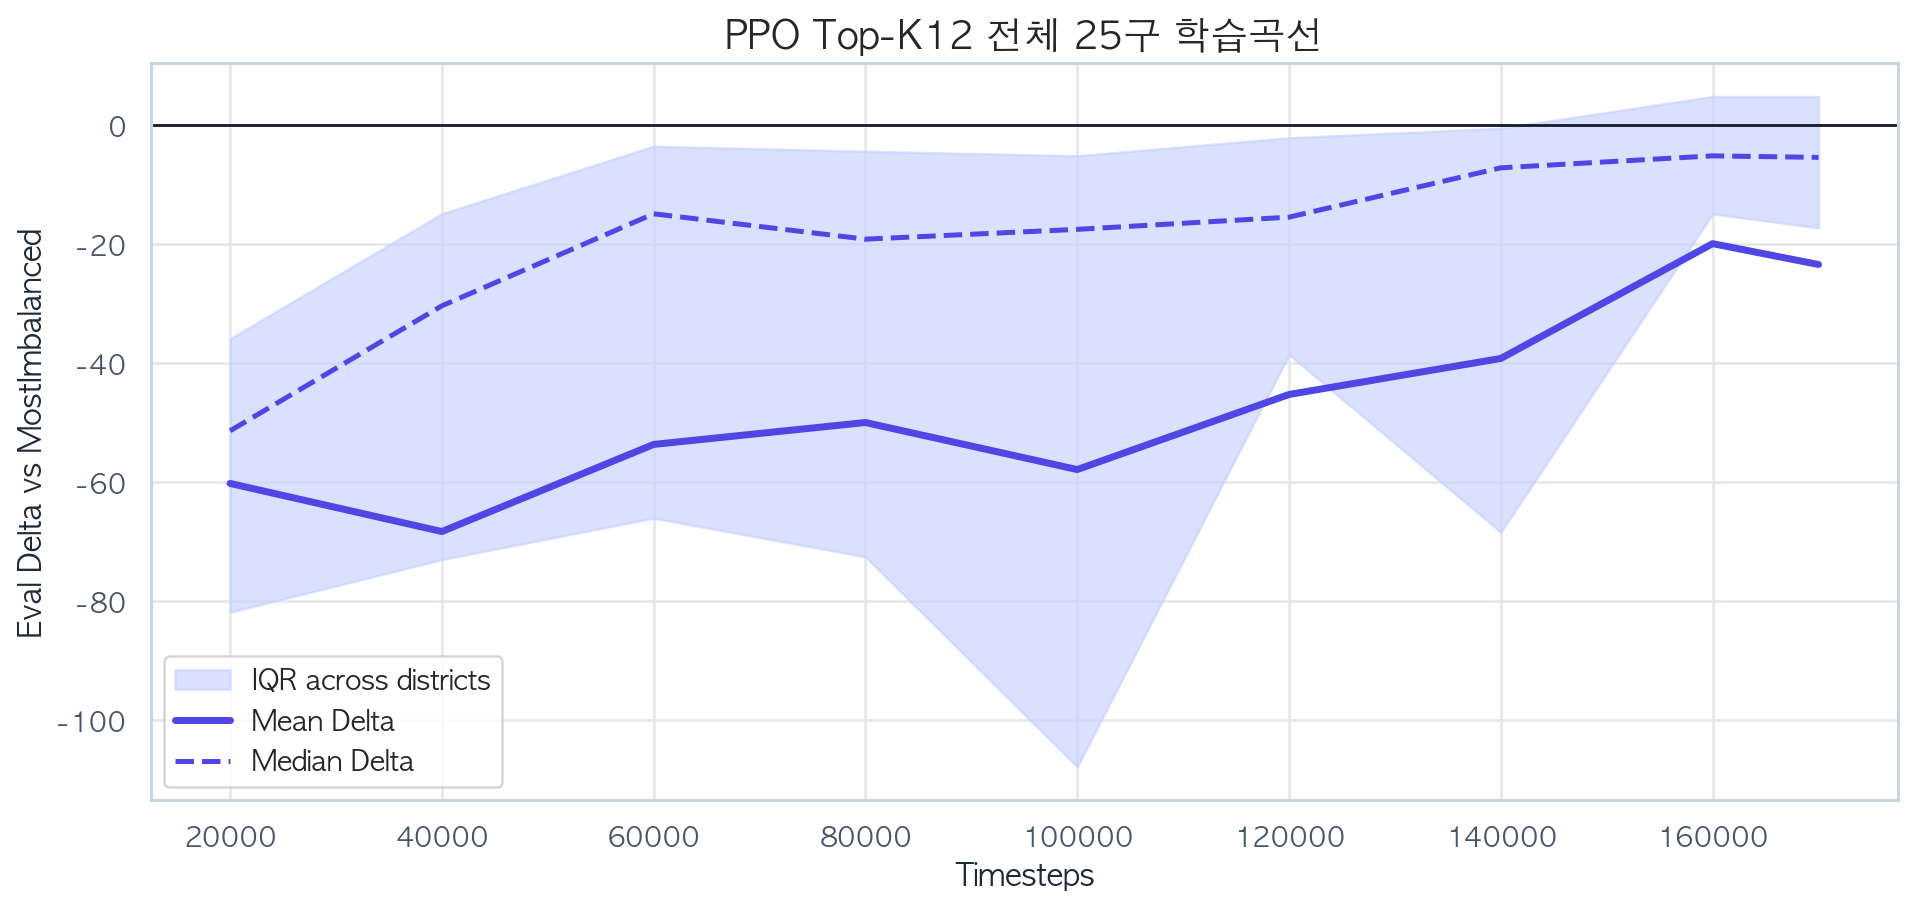 PPO Top-K12 전체 25구 학습곡선
Eval Delta vs MostImbalanced
0
-20
-40
-60
-80
-100
IQR across districts
Mean Delta
Median Delta
20000 40000 60000 80000 100000 120000 140000 160000
Timesteps